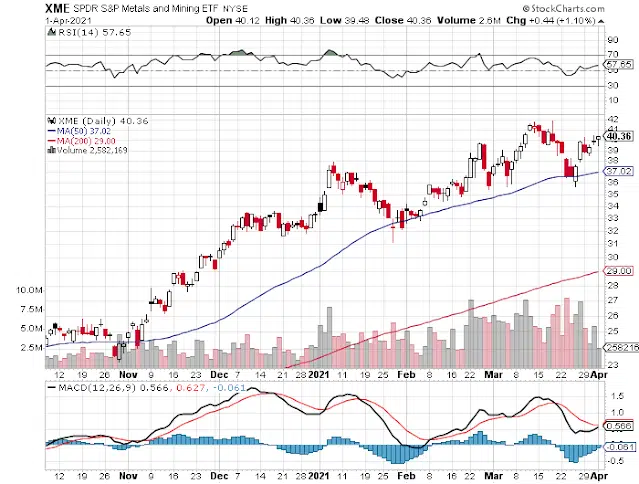 XME SPDR S&P Metals and Mining ETF NYSE © StockCharts.com
1-Apr-2021 Open 40.12 High 40.36 Low 39.48 Close 40.36 Volume 2.6M Chg +0.44 (+1.10%)
RSI(14) 57.65
90
70
57.65
50
30
10
XME (Daily) 40.36
MA(50) 37.02
MA(200) 29.00
Volume 2,582,169
41
40.36
39
38
37.02
36
35
34
33
32
31
30
29.00
28
27
26
25
24
23
22
10.0M
7.5M
5.0M
2.5M
12 19 26 Nov 9 16 23 Dec 7 14 21 28 2021 11 19 25 Feb 8 16 22 Mar 8 15 22 29 Apr
MACD(12,26,9) 0.566, 0.627, -0.061
1.5
1.0
0.566
-0.061
-0.5
12 19 26 Nov 9 16 23 Dec 7 14 21 28 2021 11 19 25 Feb 8 16 22 Mar 8 15 22 29 Apr